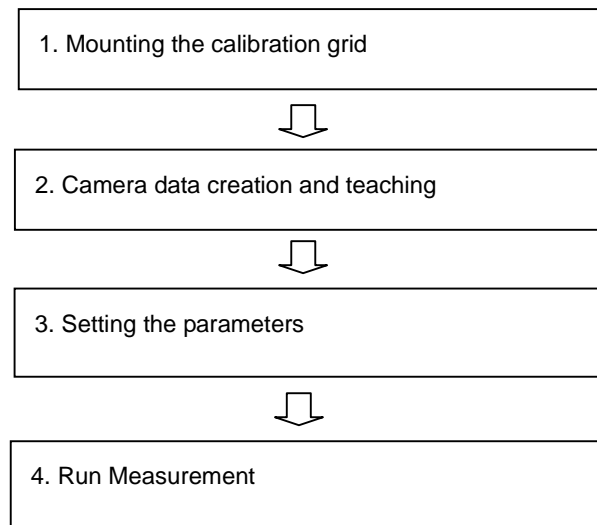 1. Mounting the calibration grid
2. Camera data creation and teaching
3. Setting the parameters
4. Run Measurement